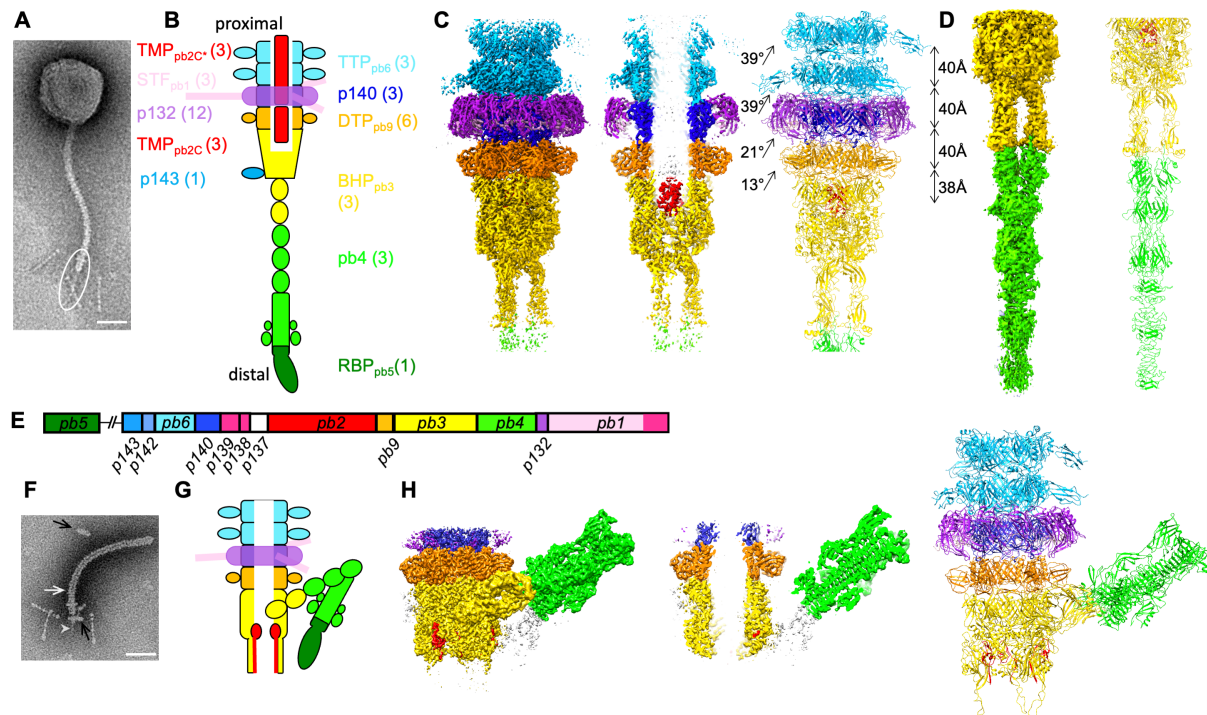 A
B
proximal
TMPpb2C* (3)
STFpb1 (3)
p132 (12)
TMPpb2C (3)
p143 (1)
TTPpb6 (3)
p140 (3)
DTPpb9 (6)
BHPpb3
(3)
pb4 (3)
RBPpb5(1)
distal
C
39°
39°
21°
13°
D
40Å
40Å
40Å
38Å
E
pb5
//
pb6
pb2
pb3
pb4
pb1
p143
p142
p140
p139
p138
p137
pb9
p132
F
G
H